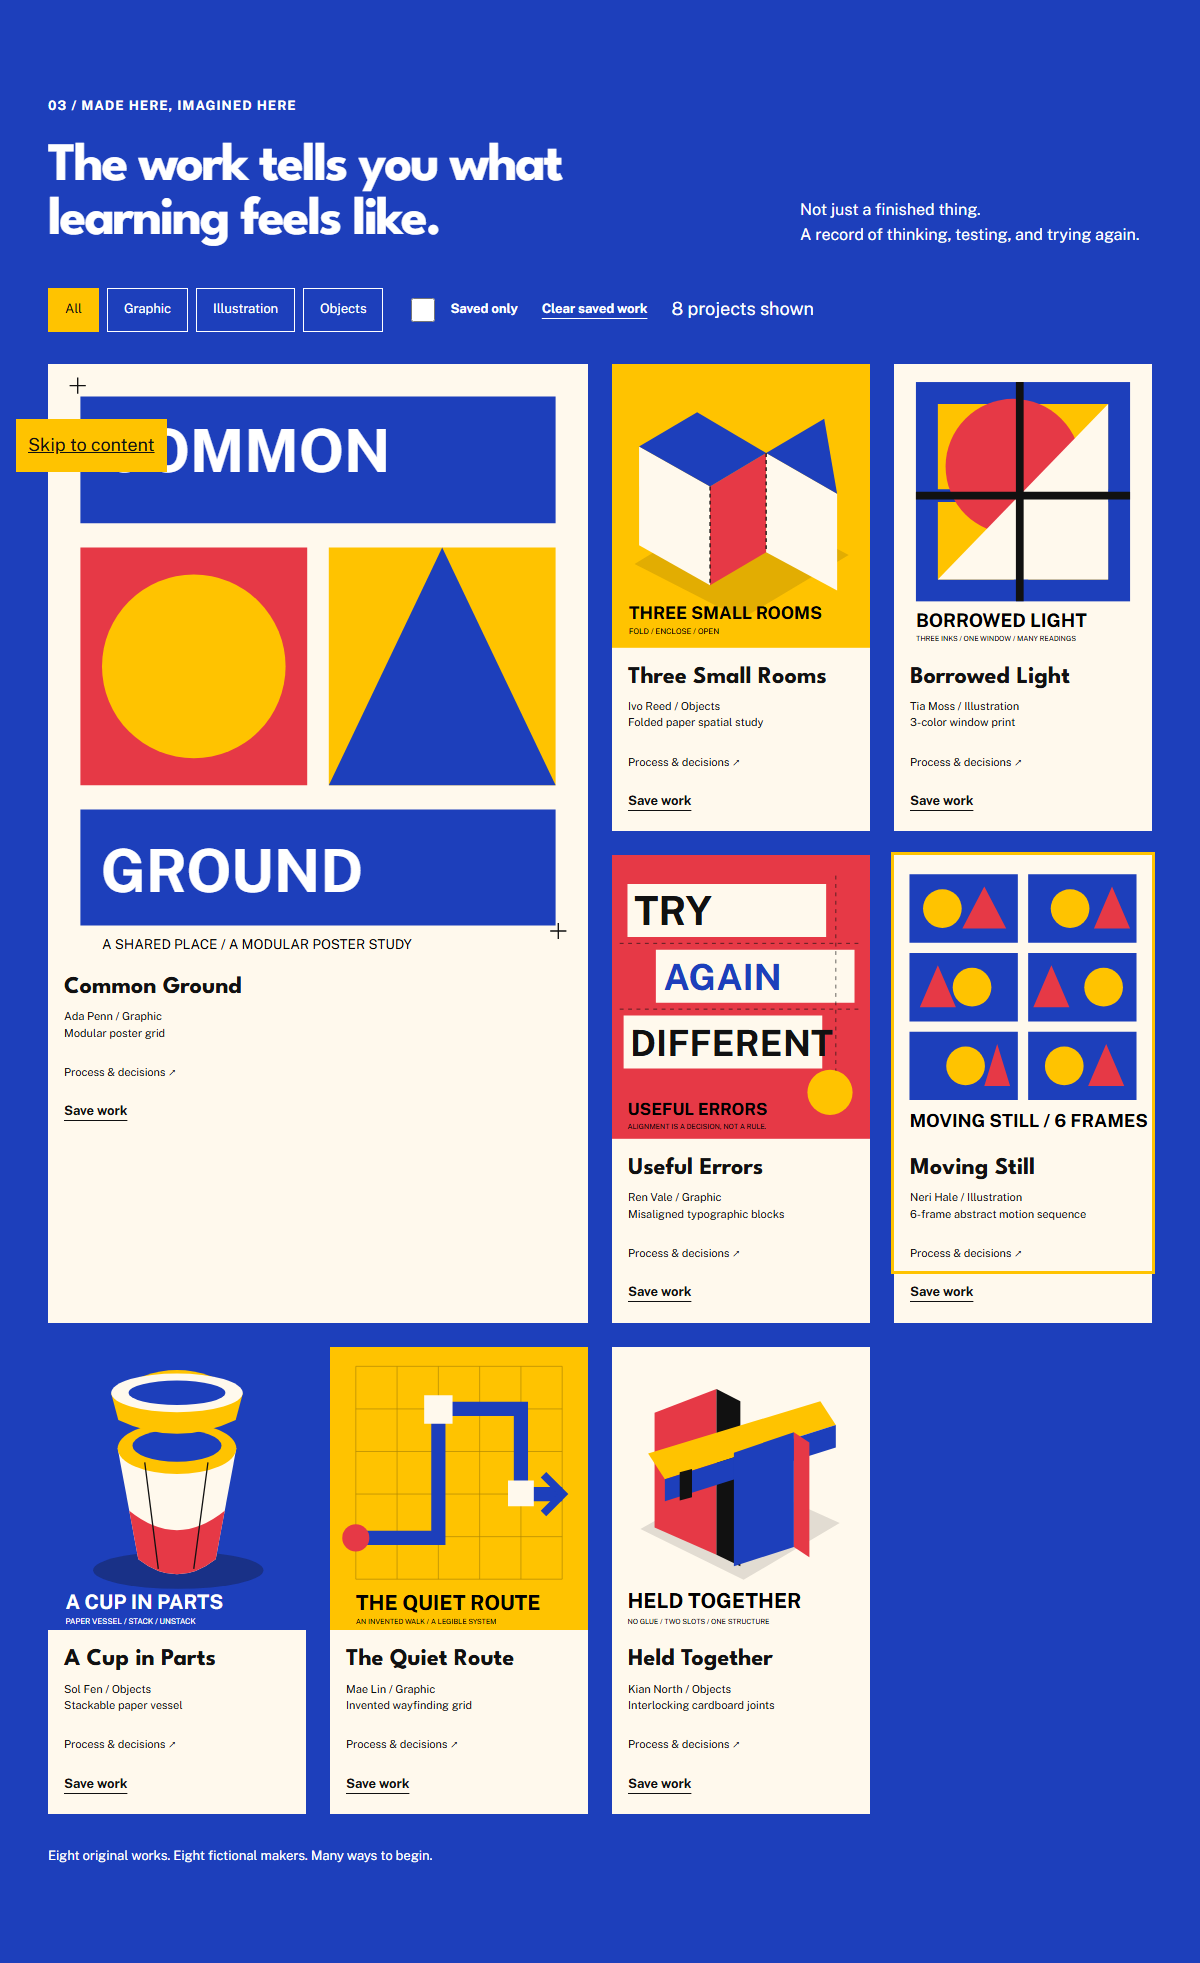 03 / MADE HERE, IMAGINED HERE
The work tells you what
learning feels like.
Not just a finished thing.
A record of thinking, testing, and trying again.
All
Graphic
Illustration
Objects
Saved only
Clear saved work
8 projects shown
Skip to content
OMMON
GROUND
A SHARED PLACE / A MODULAR POSTER STUDY
Common Ground
Ada Penn / Graphic
Modular poster grid
Process & decisions ↗
Save work
THREE SMALL ROOMS
FOLD / ENCLOSE / OPEN
Three Small Rooms
Ivo Reed / Objects
Folded paper spatial study
Process & decisions ↗
Save work
BORROWED LIGHT
THREE INKS / ONE WINDOW / MANY READINGS
Borrowed Light
Tia Moss / Illustration
3-color window print
Process & decisions ↗
Save work
TRY
AGAIN
DIFFERENT
USEFUL ERRORS
ALIGNMENT IS A DECISION, NOT A RULE.
Useful Errors
Ren Vale / Graphic
Misaligned typographic blocks
Process & decisions ↗
Save work
MOVING STILL / 6 FRAMES
Moving Still
Neri Hale / Illustration
6-frame abstract motion sequence
Process & decisions ↗
Save work
A CUP IN PARTS
PAPER VESSEL / STACK / UNSTACK
A Cup in Parts
Sol Fen / Objects
Stackable paper vessel
Process & decisions ↗
Save work
THE QUIET ROUTE
AN INVENTED WALK / A LEGIBLE SYSTEM
The Quiet Route
Mae Lin / Graphic
Invented wayfinding grid
Process & decisions ↗
Save work
HELD TOGETHER
NO GLUE / TWO SLOTS / ONE STRUCTURE
Held Together
Kian North / Objects
Interlocking cardboard joints
Process & decisions ↗
Save work
Eight original works. Eight fictional makers. Many ways to begin.